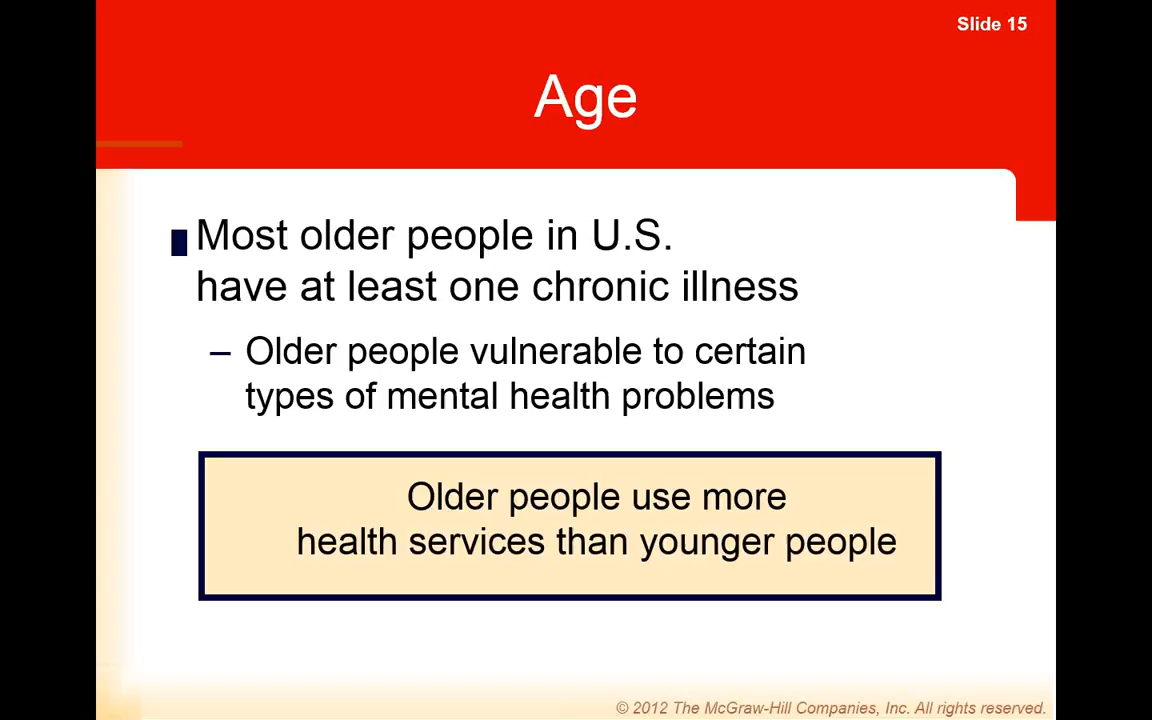 Slide 15
Age
Most older people in U.S.
have at least one chronic illness
– Older people vulnerable to certain
types of mental health problems
Older people use more
health services than younger people
© 2012 The McGraw-Hill Companies, Inc. All rights reserved.